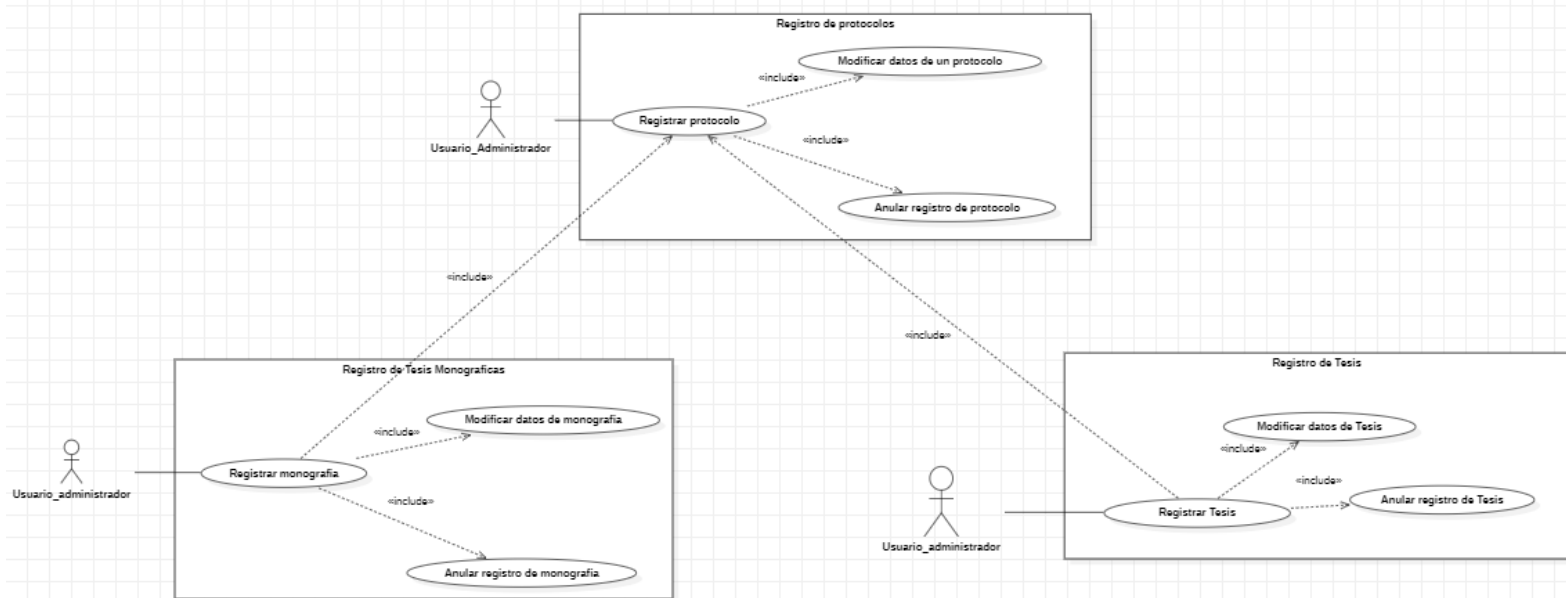 Registro de protocolos
Modificar datos de un protocolo
«include»
Registrar protocolo
Usuario_Administrador
«include»
Anular registro de protocolo
«include»
«include»
Registro de Tesis Monograficas
Modificar datos de monografia
«include»
Registrar monografia
Usuario_administrador
«include»
Anular registro de monografia
Registro de Tesis
Modificar datos de Tesis
«include»
«include»
Anular registro de Tesis
Registrar Tesis
Usuario_administrador